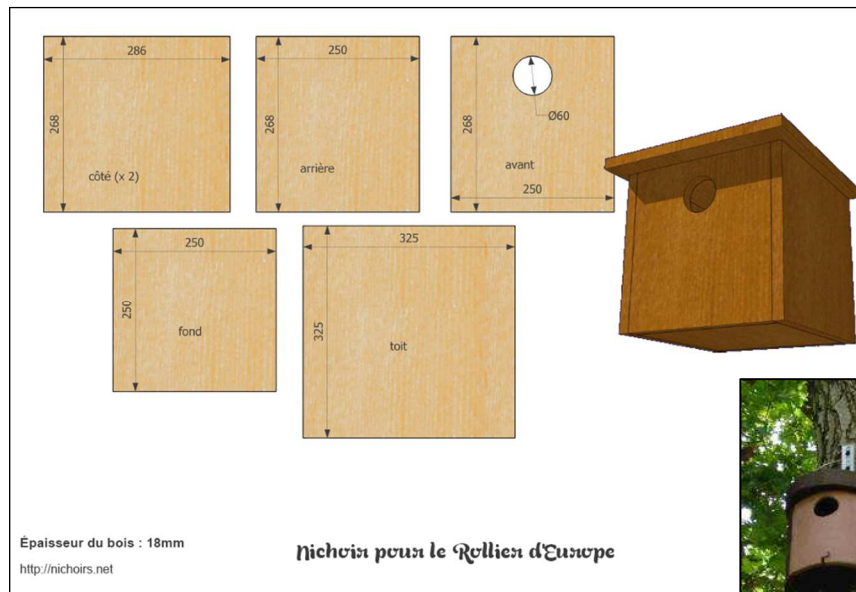 286
268
côté (x 2)
250
268
arrière
268
Ø60
avant
250
250
250
fond
325
325
toit
Épaisseur du bois : 18mm
http://nichoirs.net
Nichoir pour le Rollier d'Europe